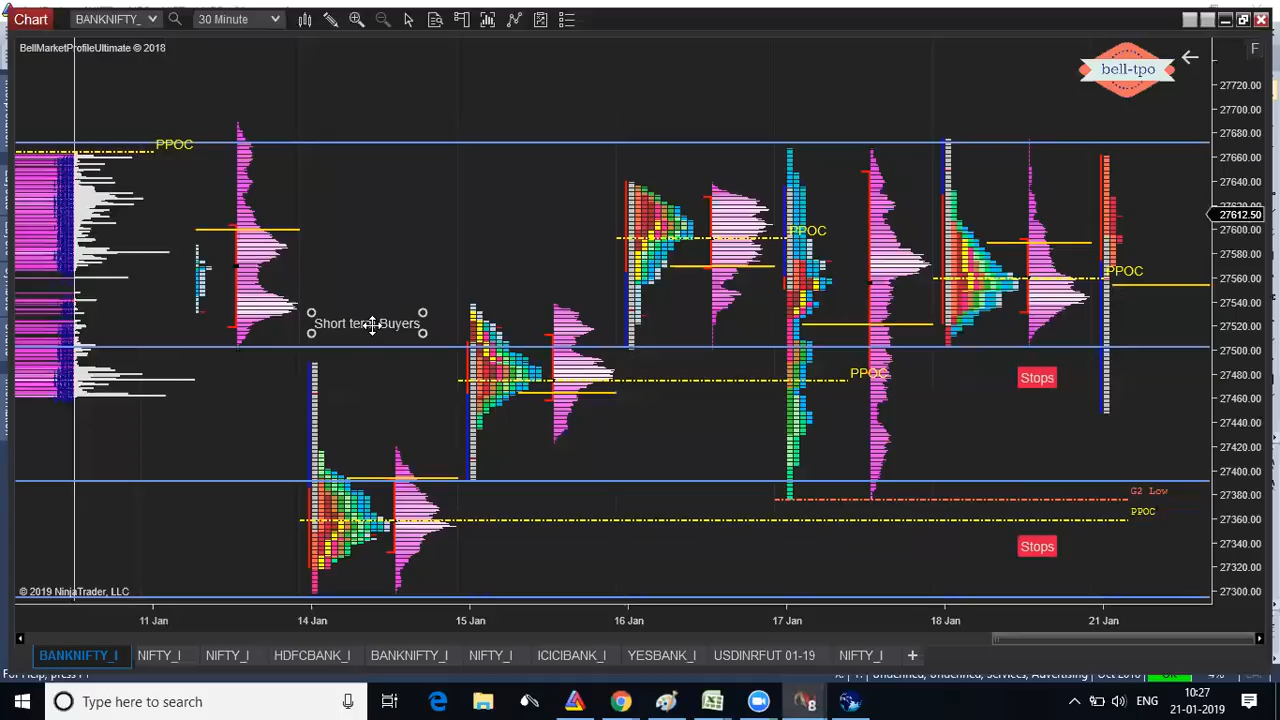 Chart
BANKNIFTY_
30 Minute
BellMarketProfileUltimate © 2018
bell-tpo
F
27720.00
27700.00
27680.00
27660.00
27640.00
27620.00
27612.50
27600.00
27580.00
27560.00
27540.00
27520.00
27500.00
27480.00
27460.00
27440.00
27420.00
27400.00
27380.00
27360.00
27340.00
27320.00
27300.00
PPOC
PPOC
PPOC
Short term Buyers
PPOC
Stops
G2 Low
PPOC
Stops
© 2019 NinjaTrader, LLC
11 Jan 14 Jan 15 Jan 16 Jan 17 Jan 18 Jan 21 Jan
BANKNIFTY_I NIFTY_I NIFTY_I HDFCBANK_I BANKNIFTY_I NIFTY_I ICICIBANK_I YESBANK_I USDINRFUT 01-19 NIFTY_I +
Type here to search
8
ENG
10:27
21-01-2019